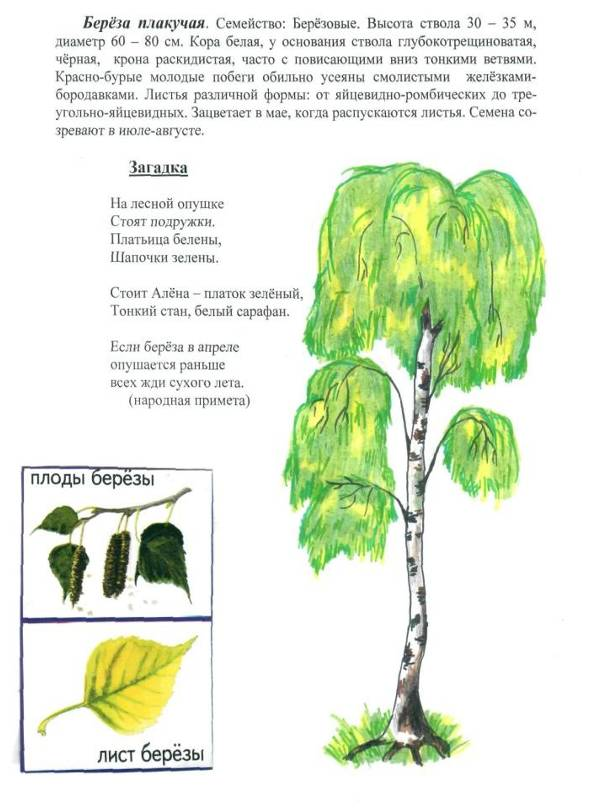 Берёза плакучая. Семейство: Берёзовые. Высота ствола 30 – 35 м,
диаметр 60 – 80 см. Кора белая, у основания ствола глубокотрещиноватая,
чёрная, крона раскидистая, часто с повисающими вниз тонкими ветвями.
Красно-бурые молодые побеги обильно усеяны смолистыми желёзками-
бородавками. Листья различной формы: от яйцевидно-ромбических до тре-
угольно-яйцевидных. Зацветает в мае, когда распускаются листья. Семена со-
зревают в июле-августе.
Загадка
На лесной опушке
Стоят подружки.
Платьица белены,
Шапочки зелены.
Стоит Алёна – платок зелёный,
Тонкий стан, белый сарафан.
Если берёза в апреле
опушается раньше
всех жди сухого лета.
(народная примета)
плоды берёзы
лист берёзы